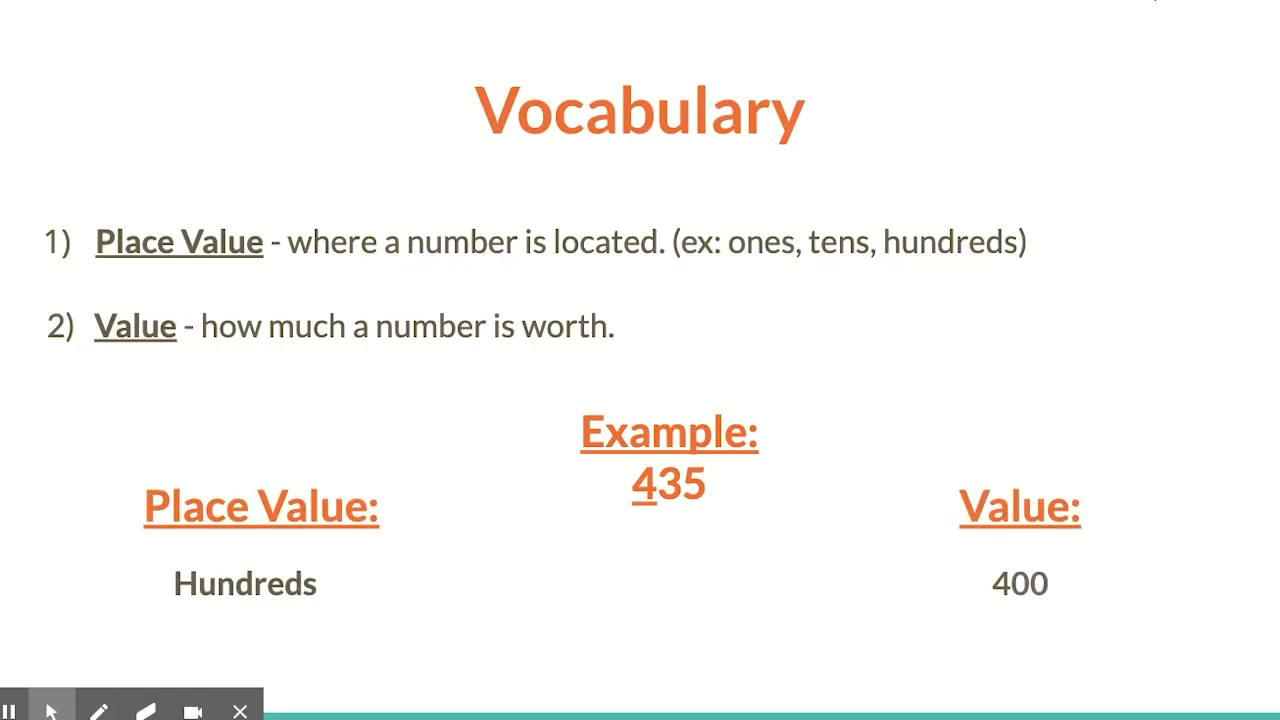 Vocabulary
1) Place Value - where a number is located. (ex: ones, tens, hundreds)
2) Value - how much a number is worth.
Example:
435
Place Value:
Value:
Hundreds
400